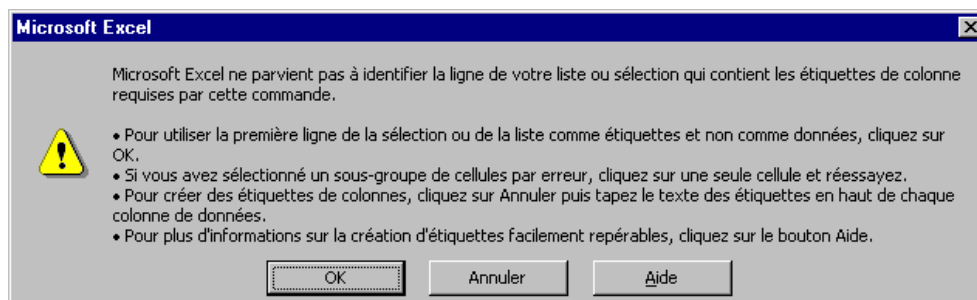 Microsoft Excel
Microsoft Excel ne parvient pas à identifier la ligne de votre liste ou sélection qui contient les étiquettes de colonne
requises par cette commande.
• Pour utiliser la première ligne de la sélection ou de la liste comme étiquettes et non comme données, cliquez sur
OK.
• Si vous avez sélectionné un sous-groupe de cellules par erreur, cliquez sur une seule cellule et réessayez.
• Pour créer des étiquettes de colonnes, cliquez sur Annuler puis tapez le texte des étiquettes en haut de chaque
colonne de données.
• Pour plus d'informations sur la création d'étiquettes facilement repérables, cliquez sur le bouton Aide.
OK Annuler Aide